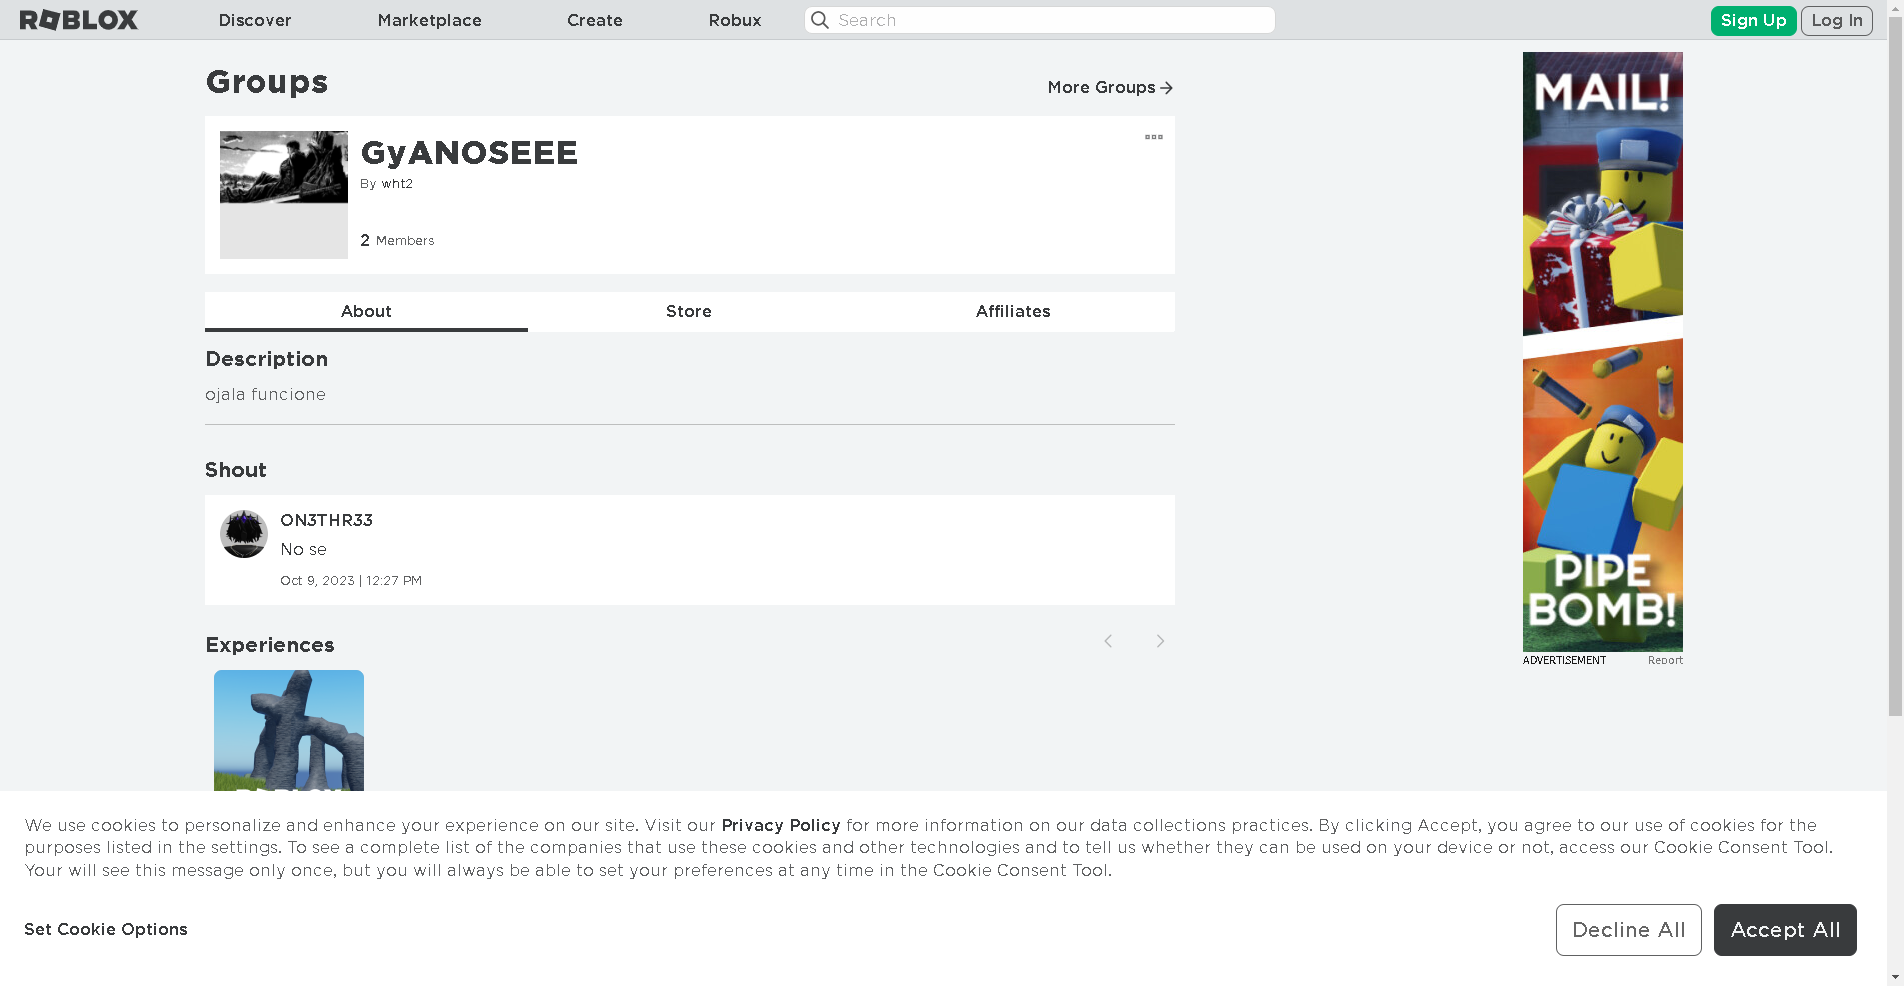 ROBLOX
Discover
Marketplace
Create
Robux
Search
Sign Up
Log In
Groups
More Groups
GyANOSEEE
By wht2
2 Members
About
Store
Affiliates
Description
ojala funcione
Shout
ON3THR33
No se
Oct 9, 2023 | 12:27 PM
Experiences
MAIL!
PIPE
BOMB!
ADVERTISEMENT
Report
We use cookies to personalize and enhance your experience on our site. Visit our Privacy Policy for more information on our data collections practices. By clicking Accept, you agree to our use of cookies for the
purposes listed in the settings. To see a complete list of the companies that use these cookies and other technologies and to tell us whether they can be used on your device or not, access our Cookie Consent Tool.
Your will see this message only once, but you will always be able to set your preferences at any time in the Cookie Consent Tool.
Set Cookie Options
Decline All
Accept All